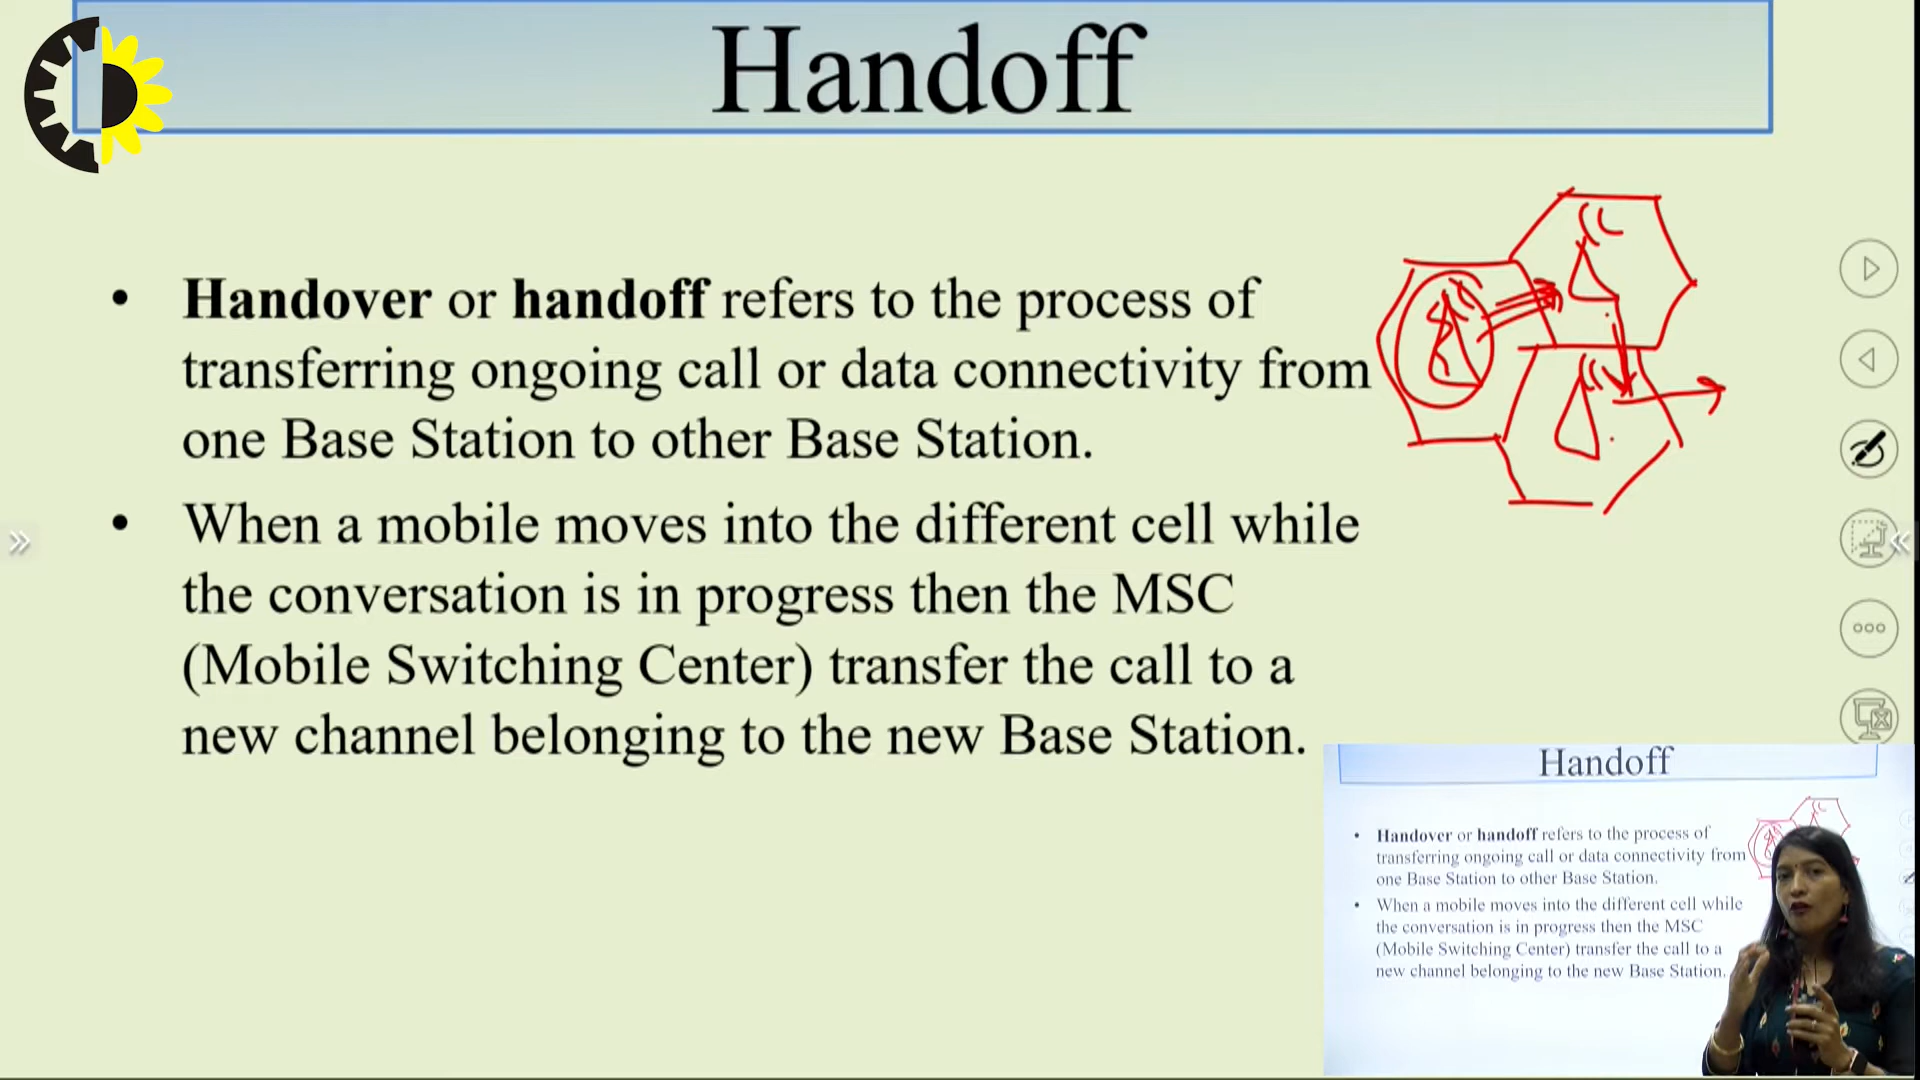 Handoff
• Handover or handoff refers to the process of
transferring ongoing call or data connectivity from
one Base Station to other Base Station.
• When a mobile moves into the different cell while
the conversation is in progress then the MSC
(Mobile Switching Center) transfer the call to a
new channel belonging to the new Base Station.
Handoff
• Handover or handoff refers to the process of
transferring ongoing call or data connectivity from
one Base Station to other Base Station.
• When a mobile moves into the different cell while
the conversation is in progress then the MSC
(Mobile Switching Center) transfer the call to a
new channel belonging to the new Base Station.